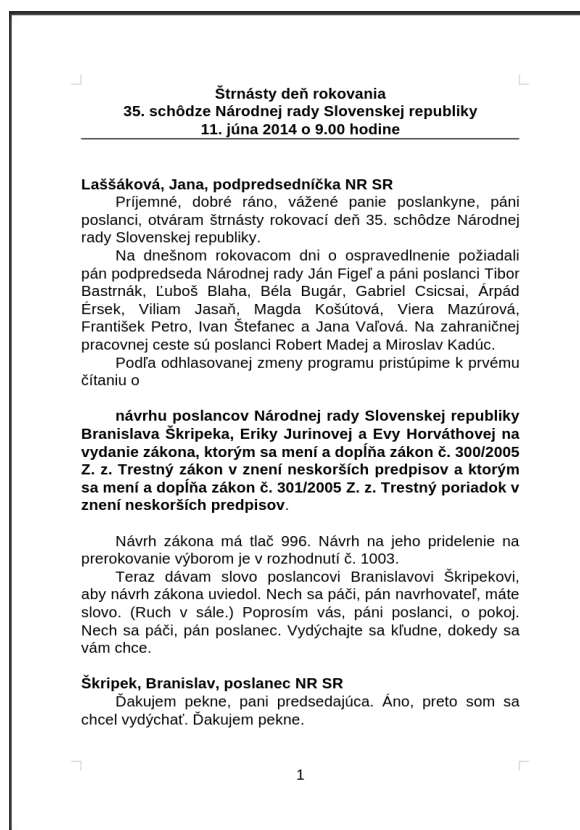 Štrnásty deň rokovania
35. schôdze Národnej rady Slovenskej republiky
11. júna 2014 o 9.00 hodine
Laššáková, Jana, podpredsedníčka NR SR
Príjemné, dobré ráno, vážené panie poslankyne, páni
poslanci, otváram štrnásty rokovací deň 35. schôdze Národnej
rady Slovenskej republiky.
Na dnešnom rokovacom dni o ospravedlnenie požiadali
pán podpredseda Národnej rady Ján Figeľ a páni poslanci Tibor
Bastrnák, Ľuboš Blaha, Béla Bugár, Gabriel Csicsai, Árpád
Érsek, Viliam Jasaň, Magda Košútová, Viera Mazúrová,
František Petro, Ivan Štefanec a Jana Vaľová. Na zahraničnej
pracovnej ceste sú poslanci Robert Madej a Miroslav Kadúc.
Podľa odhlasovanej zmeny programu pristúpime k prvému
čítaniu o
návrhu poslancov Národnej rady Slovenskej republiky
Branislava Škripeka, Eriky Jurinovej a Evy Horváthovej na
vydanie zákona, ktorým sa mení a dopĺňa zákon č. 300/2005
Z. z. Trestný zákon v znení neskorších predpisov a ktorým
sa mení a dopĺňa zákon č. 301/2005 Z. z. Trestný poriadok v
znení neskorších predpisov.
Návrh zákona má tlač 996. Návrh na jeho pridelenie na
prerokovanie výborom je v rozhodnutí č. 1003.
Teraz dávam slovo poslancovi Branislavovi Škripekovi,
aby návrh zákona uviedol. Nech sa páči, pán navrhovateľ, máte
slovo. (Ruch v sále.) Poprosím vás, páni poslanci, o pokoj.
Nech sa páči, pán poslanec. Vydýchajte sa kľudne, dokedy sa
vám chce.
Škripek, Branislav, poslanec NR SR
Ďakujem pekne, pani predsedajúca. Áno, preto som sa
chcel vydýchať. Ďakujem pekne.
1